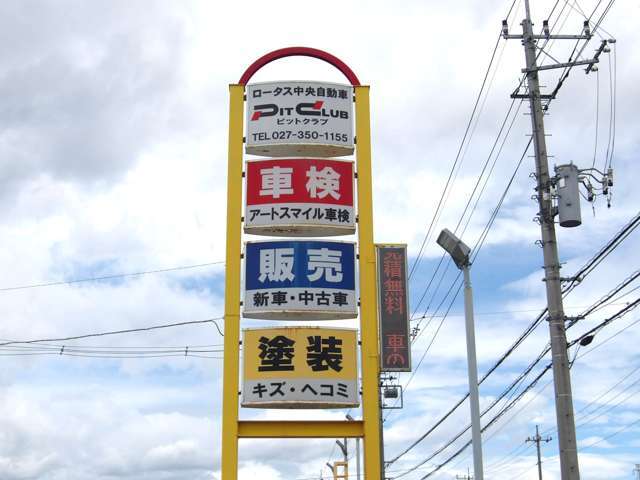 ロータス中央自動車
PIT CLUB
ピットクラブ
TEL 027-350-1155
車検
アートスマイル車検
販売
新車・中古車
塗装
キズ・ヘコミ
見積無料 車の